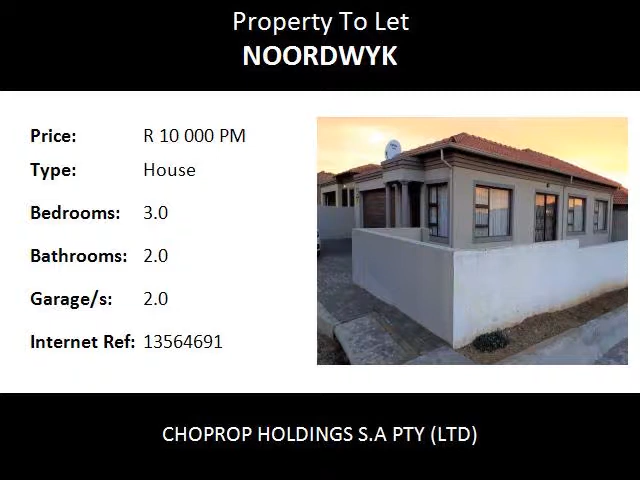 Property To Let
NOORDWYK
Price: R 10 000 PM
Type: House
Bedrooms: 3.0
Bathrooms: 2.0
Garage/s: 2.0
Internet Ref: 13564691
CHOPROP HOLDINGS S.A PTY (LTD)